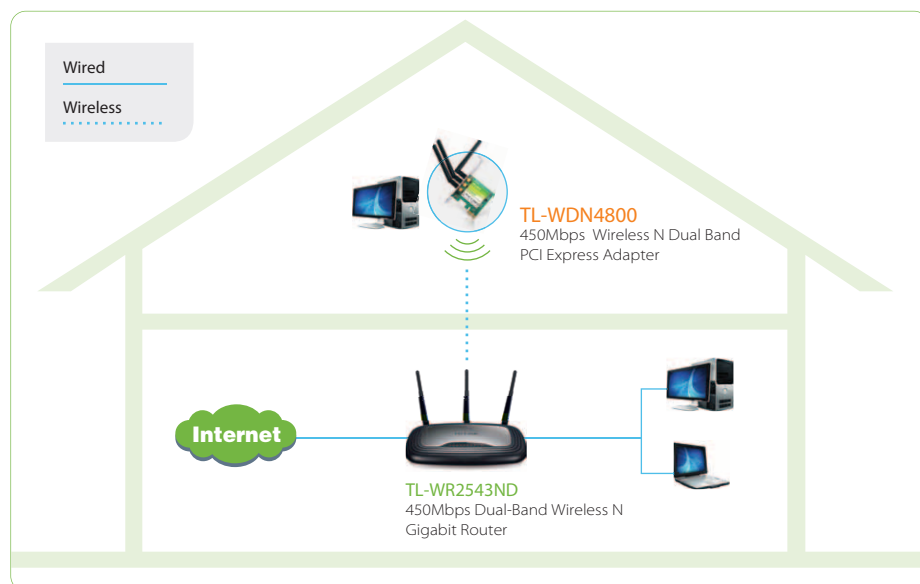 Wired
Wireless
TL-WDN4800
450Mbps Wireless N Dual Band
PCI Express Adapter
Internet
TL-WR2543ND
450Mbps Dual-Band Wireless N
Gigabit Router